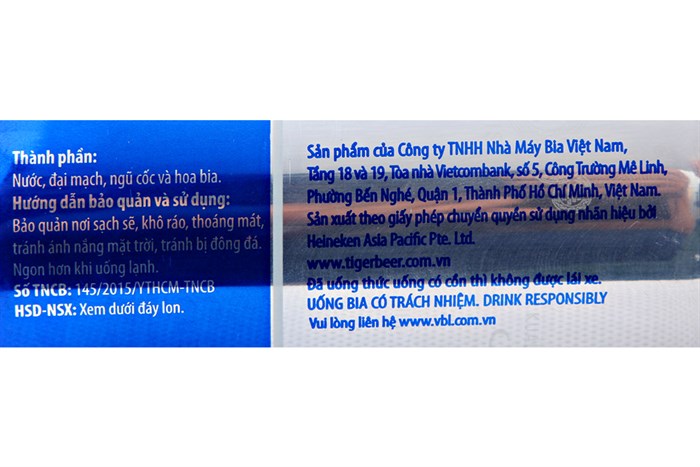 Thành phần:
Nước, đại mạch, ngũ cốc và hoa bia.
Hướng dẫn bảo quản và sử dụng:
Bảo quản nơi sạch sẽ, khô ráo, thoáng mát,
tránh ánh nắng mặt trời, tránh bị đông đá.
Ngon hơn khi uống lạnh.
Số TNCB: 145/2015/YTHCM-TNCB
HSD-NSX: Xem dưới đáy lon.
Sản phẩm của Công ty TNHH Nhà Máy Bia Việt Nam,
Tầng 18 và 19, Tòa nhà Vietcombank, số 5, Công Trường Mê Linh,
Phường Bến Nghé, Quận 1, Thành Phố Hồ Chí Minh, Việt Nam.
Sản xuất theo giấy phép chuyển quyền sử dụng nhãn hiệu bởi
Heineken Asia Pacific Pte. Ltd.
www.tigerbeer.com.vn
Đã uống thức uống có cồn thì không được lái xe.
UỐNG BIA CÓ TRÁCH NHIỆM. DRINK RESPONSIBLY
Vui lòng liên hệ www.vbl.com.vn